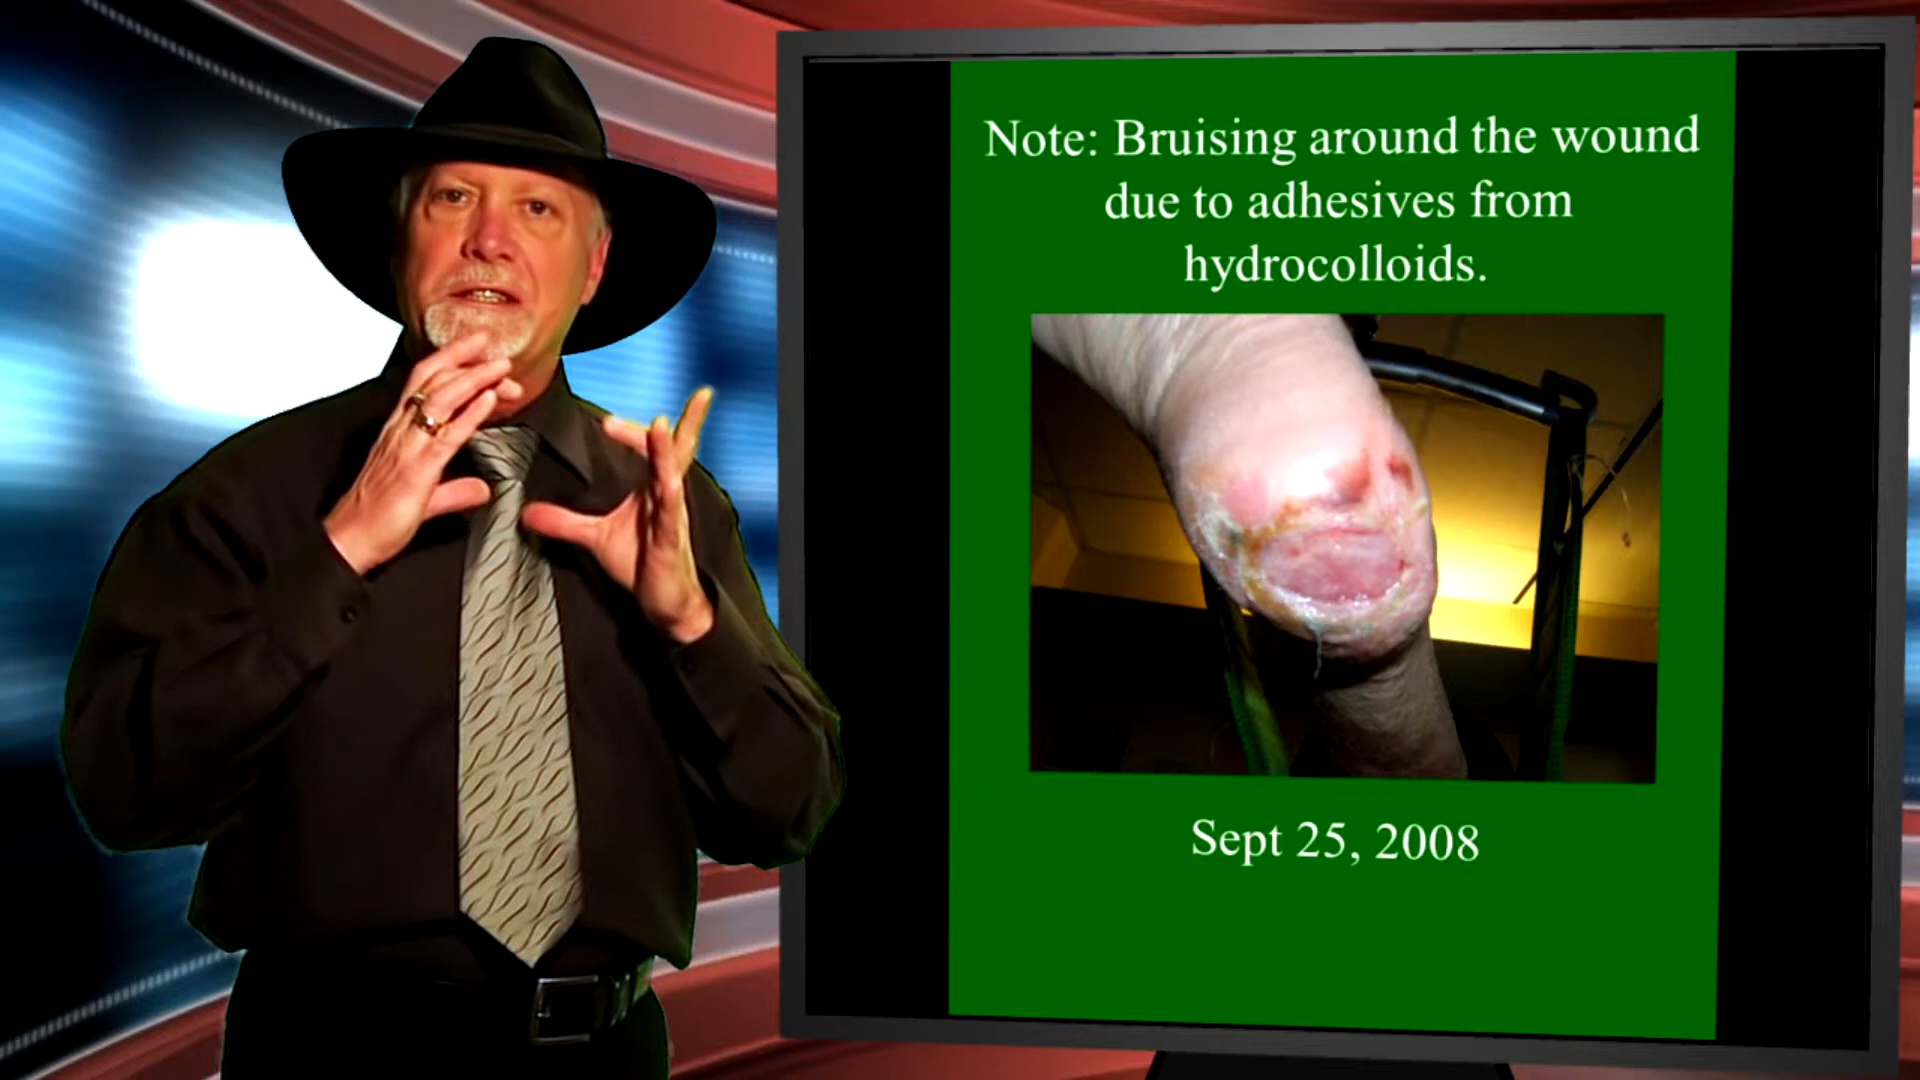 Note: Bruising around the wound
due to adhesives from
hydrocolloids.
Sept 25, 2008